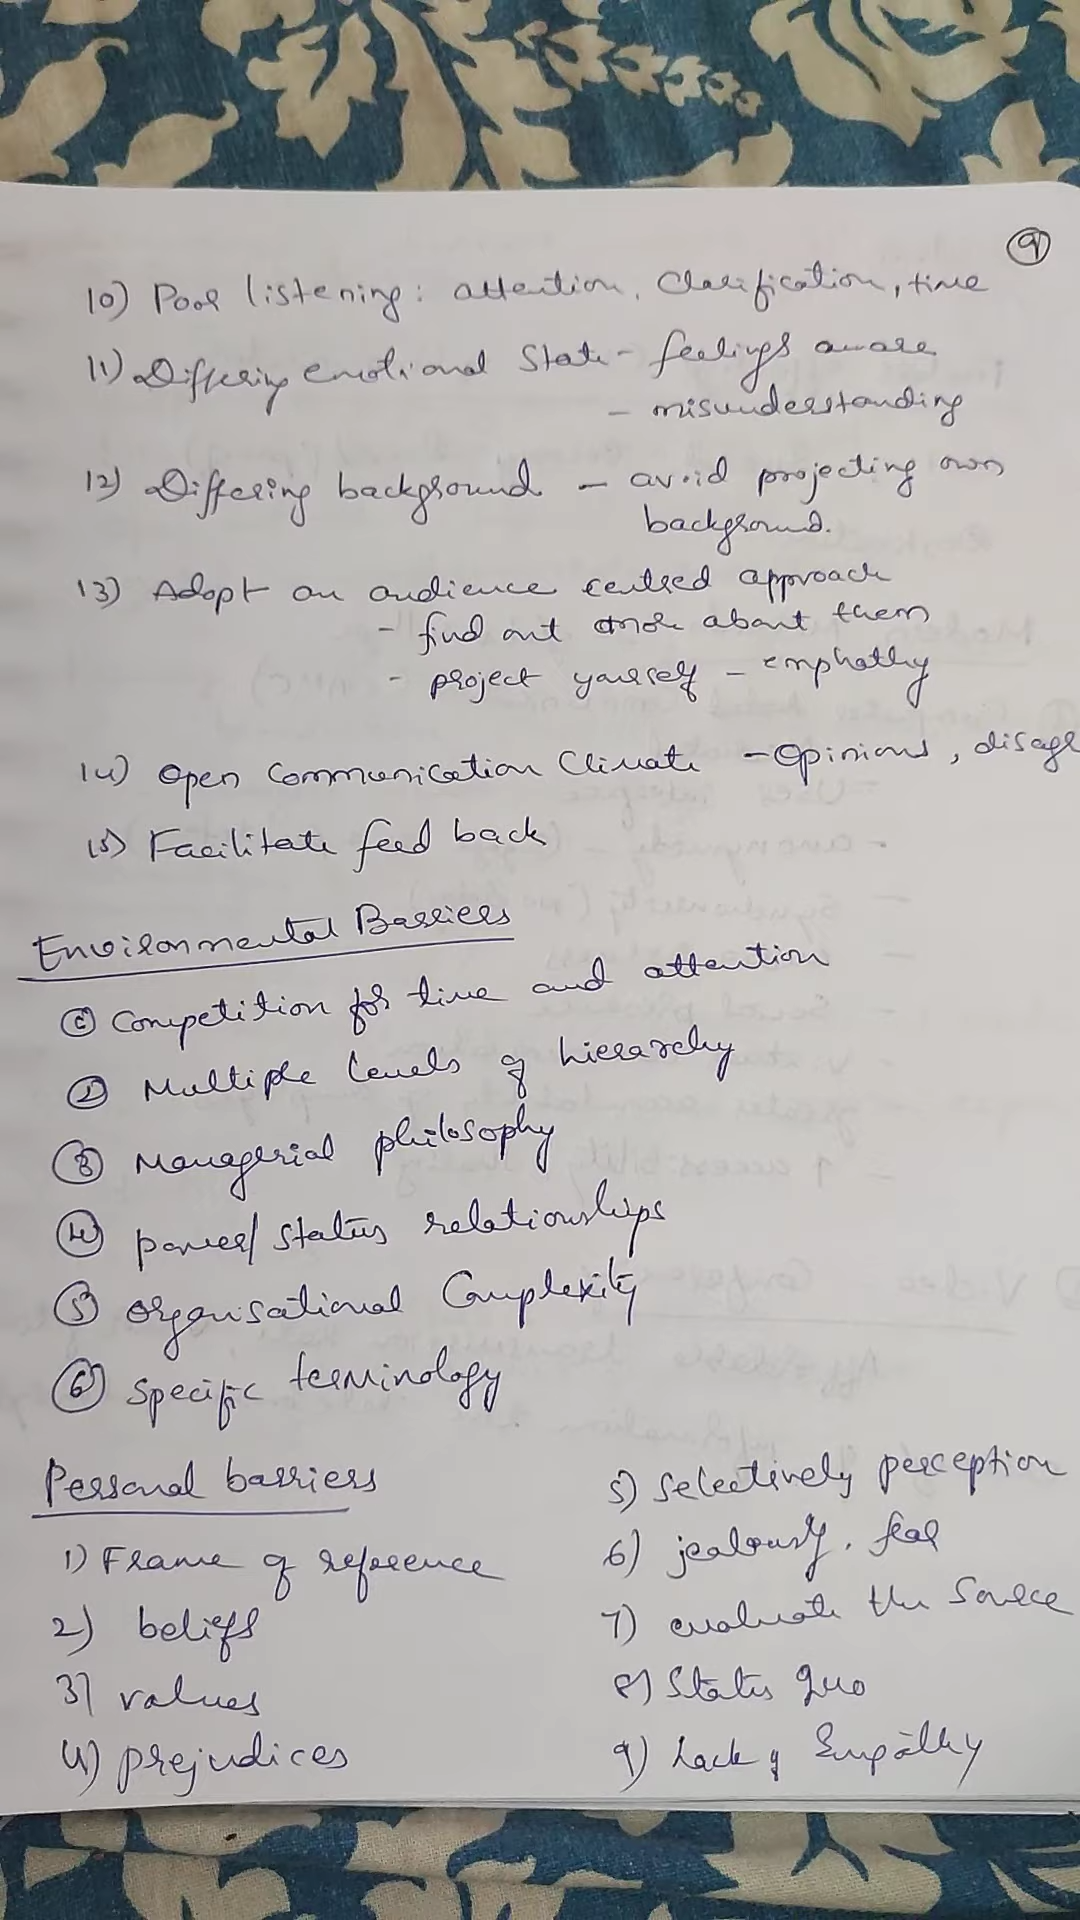 9
10) Poor listening: attention, Clarification, time
11) Differing emotional State - feelings aware
- misunderstanding
12) Differing background - avoid projecting own
background.
13) Adopt an audience centred approach
- find out more about them
- project yourself - emphathy
14) Open Communication Climate - Opinions, disagr
15) Facilitate feed back
Environmental Barriers
① Competition for time and attention
② Multiple levels of hierarchy
③ Managerial philosophy
④ power/status relationships
⑤ Organisational Complexity
⑥ Specific terminology
Personal barriers
1) Frame of reference
2) beliefs
3) values
4) prejudices
5) Selectively perception
6) jealousy, fear
7) evaluate the Source
8) Status quo
9) Lack of Empathy